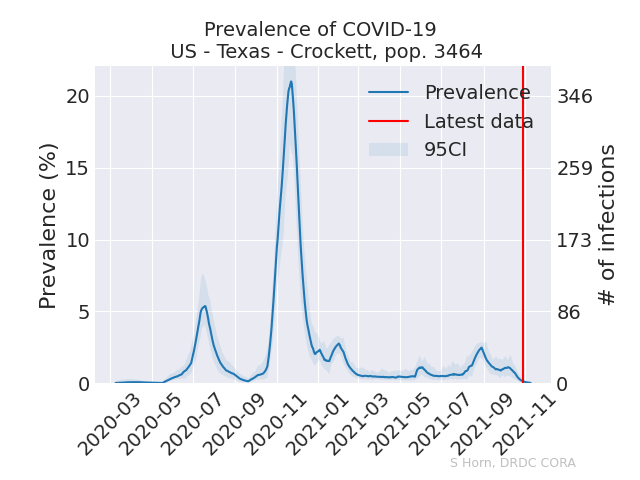 Prevalence of COVID-19
US - Texas - Crockett, pop. 3464
Prevalence
Latest data
95CI
Prevalence (%)
20
15
10
5
0
346
259
173
86
0
# of infections
2020-03
2020-05
2020-07
2020-09
2020-11
2021-01
2021-03
2021-05
2021-07
2021-09
2021-11
S Horn, DRDC CORA